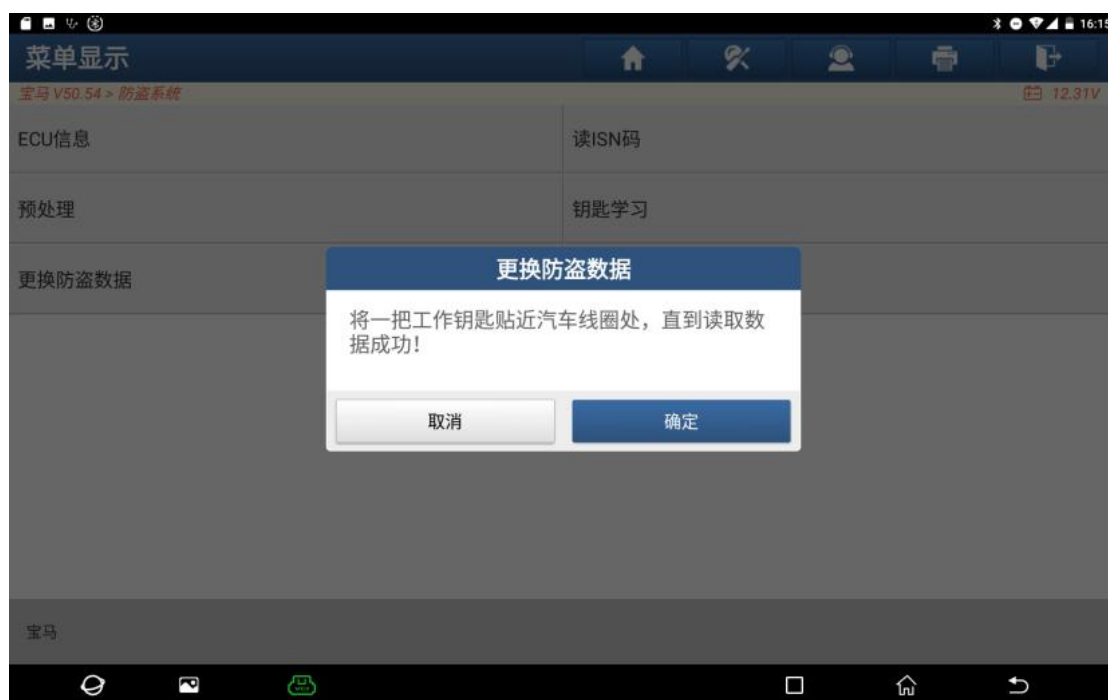 16:15
菜单显示
宝马 V50.54 > 防盗系统
12.31V
ECU信息
读ISN码
预处理
钥匙学习
更换防盗数据
更换防盗数据
将一把工作钥匙贴近汽车线圈处，直到读取数
据成功！
取消
确定
宝马